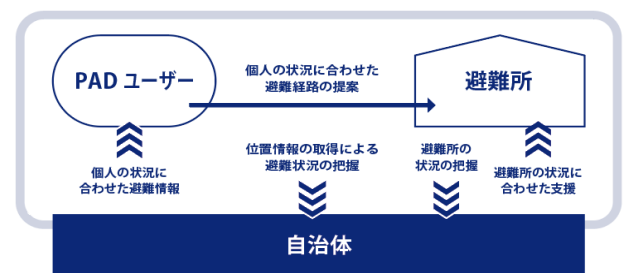 PAD ユーザー
個人の状況に合わせた
避難経路の提案
避難所
個人の状況に
合わせた避難情報
位置情報の取得による
避難状況の把握
避難所の
状況の把握
避難所の状況に
合わせた支援
自治体